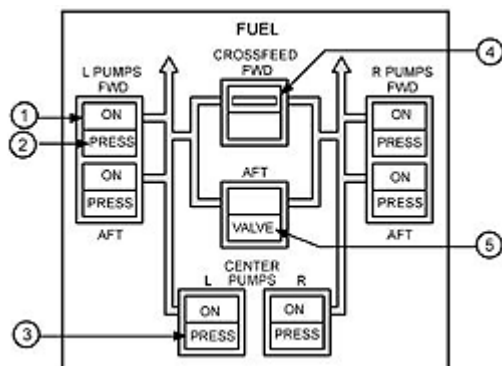 FUEL
CROSSFEED
FWD
4
L PUMPS
FWD
R PUMPS
FWD
1
ON
ON
2
PRESS
PRESS
ON
AFT
ON
PRESS
VALVE
PRESS
AFT
AFT
5
CENTER
L PUMPS R
ON
ON
3
PRESS
PRESS